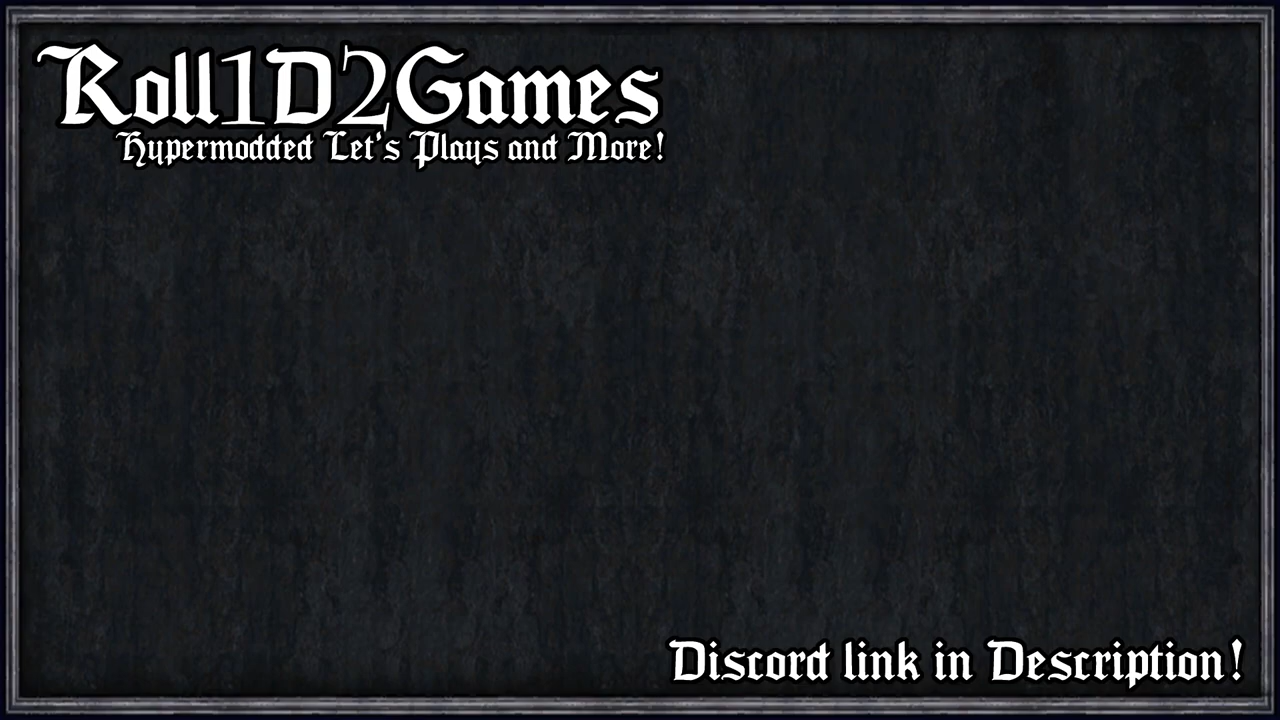 Roll1D2Games
Hypermodded Let's Plays and More!
Discord link in Description!